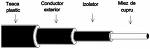 Teaca
plastic
Conductor
exterior
Izolator
Miez de
cupru